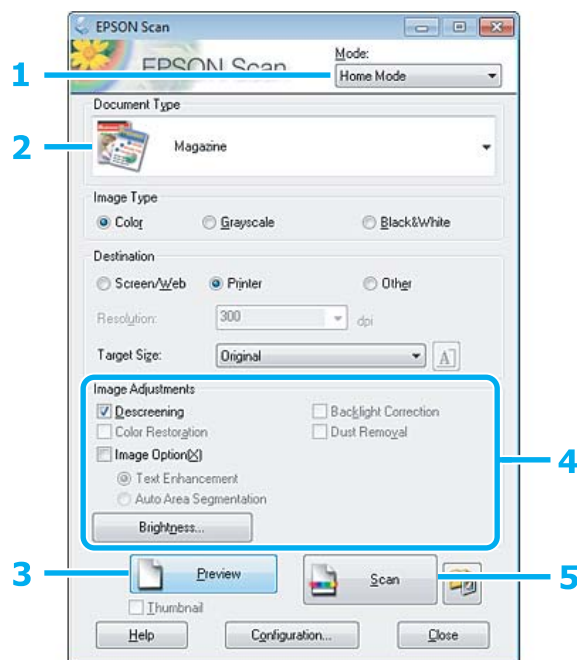 EPSON Scan
EPSON Scan
Mode:
1
Home Mode
Document Type
2
Magazine
Image Type
Color Grayscale Black&White
Destination
Screen/Web Printer Other
Resolution: 300 dpi
Target Size: Original A
Image Adjustments
Descreening Backlight Correction
Color Restoration Dust Removal
Image Option(X)
4
Text Enhancement
Auto Area Segmentation
Brightness...
3 Preview Scan 5
Thumbnail
Help Configuration... Close